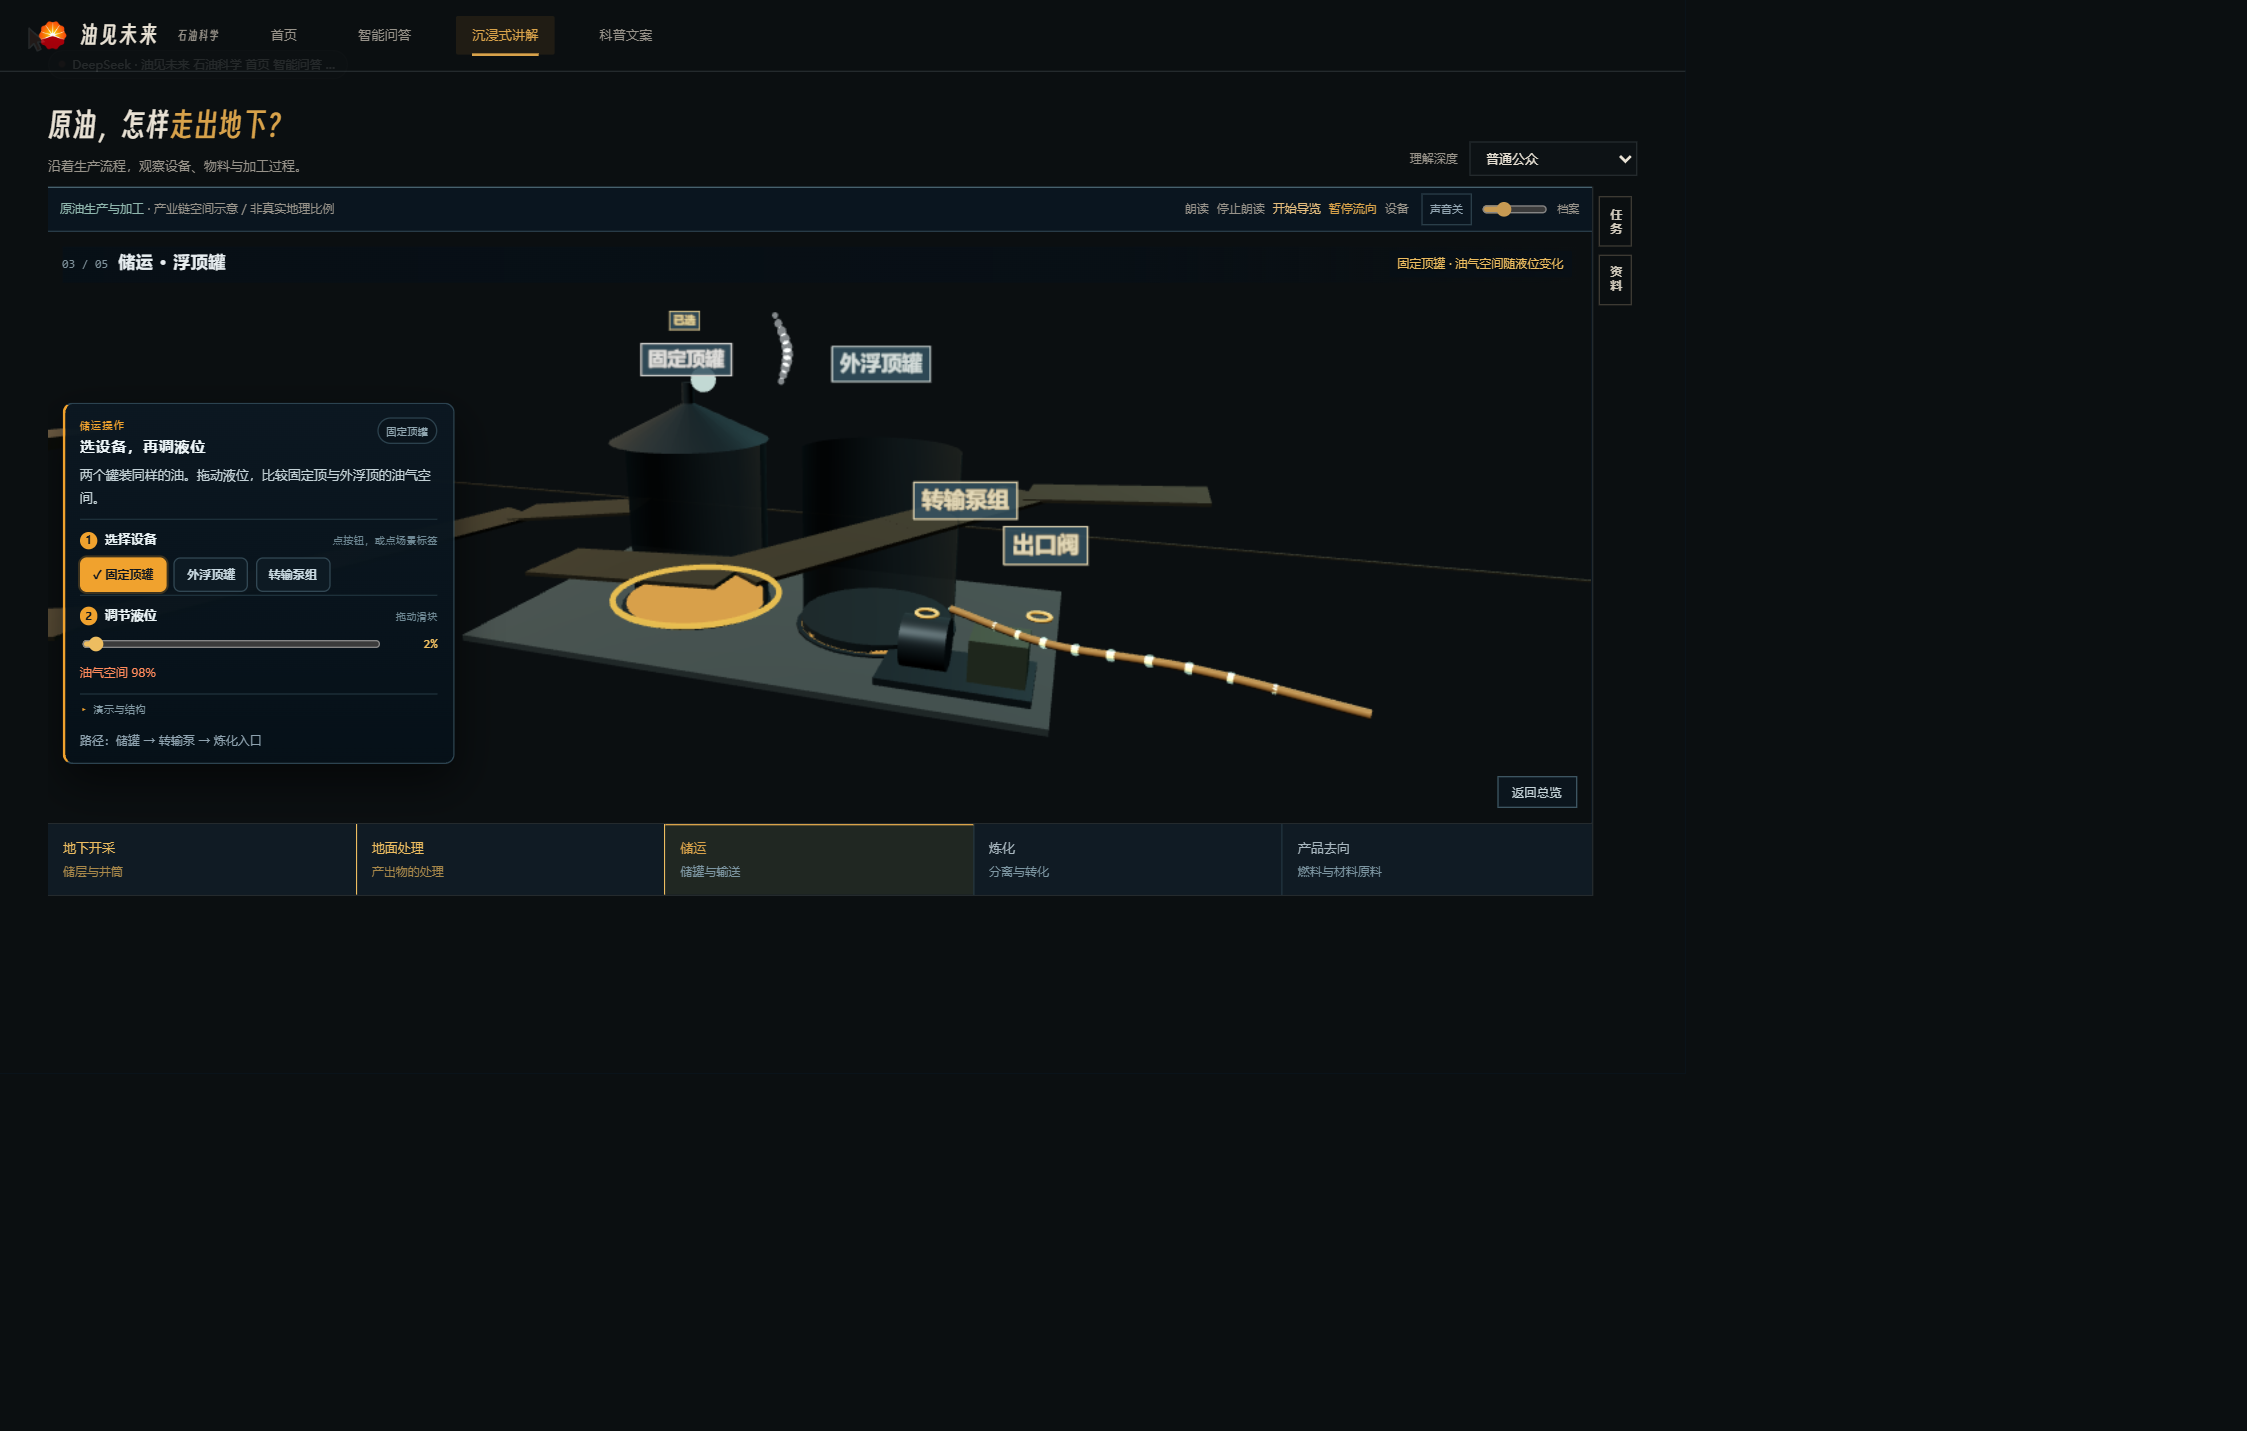 油见未来 石油科学 首页 智能问答 沉浸式讲解 科普文案
DeepSeek · 油见未来 石油科学 首页 智能问答 ...
原油，怎样走出地下？
沿着生产流程，观察设备、物料与加工过程。
理解深度 普通公众
原油生产与加工 · 产业链空间示意 / 非真实地理比例
朗读 停止朗读 开始导览 暂停流向 设备 声音关 档案
任务
资料
03 / 05 储运 · 浮顶罐
固定顶罐 · 油气空间随液位变化
已选
固定顶罐
外浮顶罐
转输泵组
出口阀
储运操作
选设备，再调液位
固定顶罐
两个罐装同样的油。拖动液位，比较固定顶与外浮顶的油气空
间。
1 选择设备 点按钮，或点场景标签
✓ 固定顶罐 外浮顶罐 转输泵组
2 调节液位 拖动滑块
2%
油气空间 98%
▸ 演示与结构
路径：储罐 → 转输泵 → 炼化入口
返回总览
地下开采
储层与井筒
地面处理
产出物的处理
储运
储罐与输送
炼化
分离与转化
产品去向
燃料与材料原料